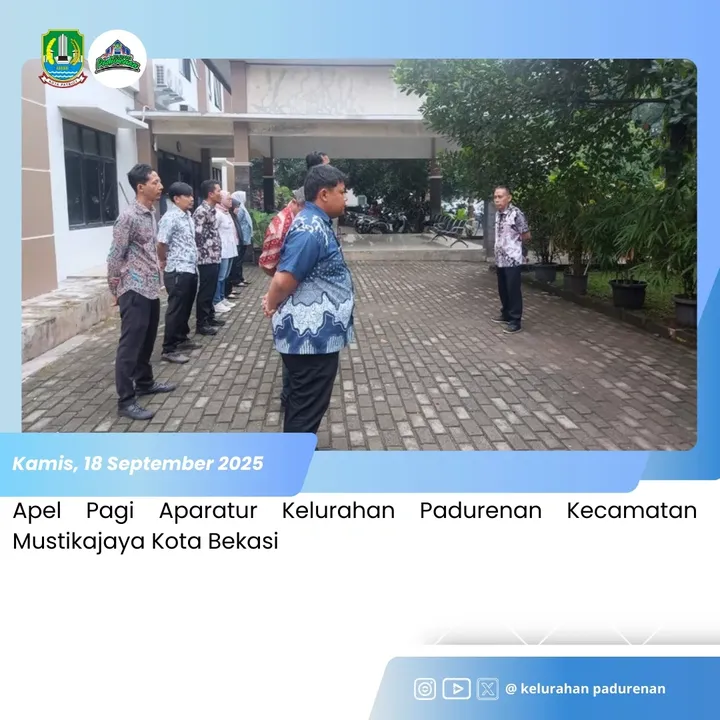 Kamis, 18 September 2025
Apel Pagi Aparatur Kelurahan Padurenan Kecamatan
Mustikajaya Kota Bekasi
@ kelurahan padurenan